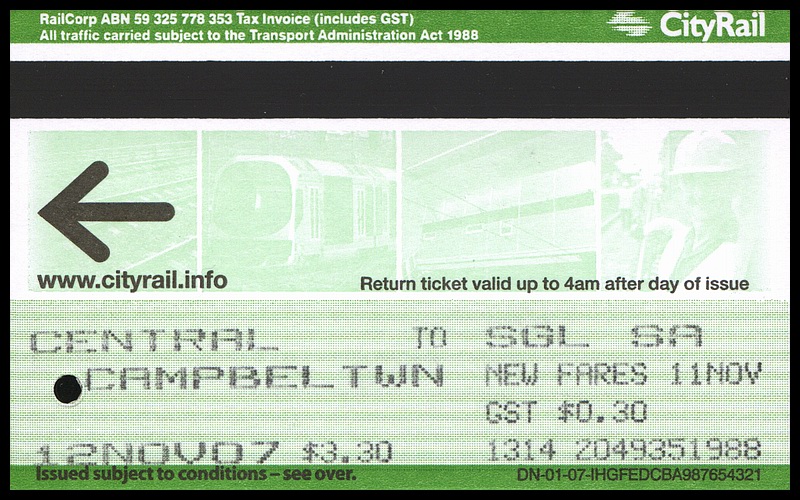 RailCorp ABN 59 325 778 353 Tax Invoice (includes GST)
All traffic carried subject to the Transport Administration Act 1988
CityRail
www.cityrail.info
Return ticket valid up to 4am after day of issue
CENTRAL TO SGL SA
CAMPBELTWN NEW FARES 11NOV
GST $0.30
12NOV07 $3.30 1314 2049351988
Issued subject to conditions – see over.
DN-01-07-IHGFEDCBA987654321